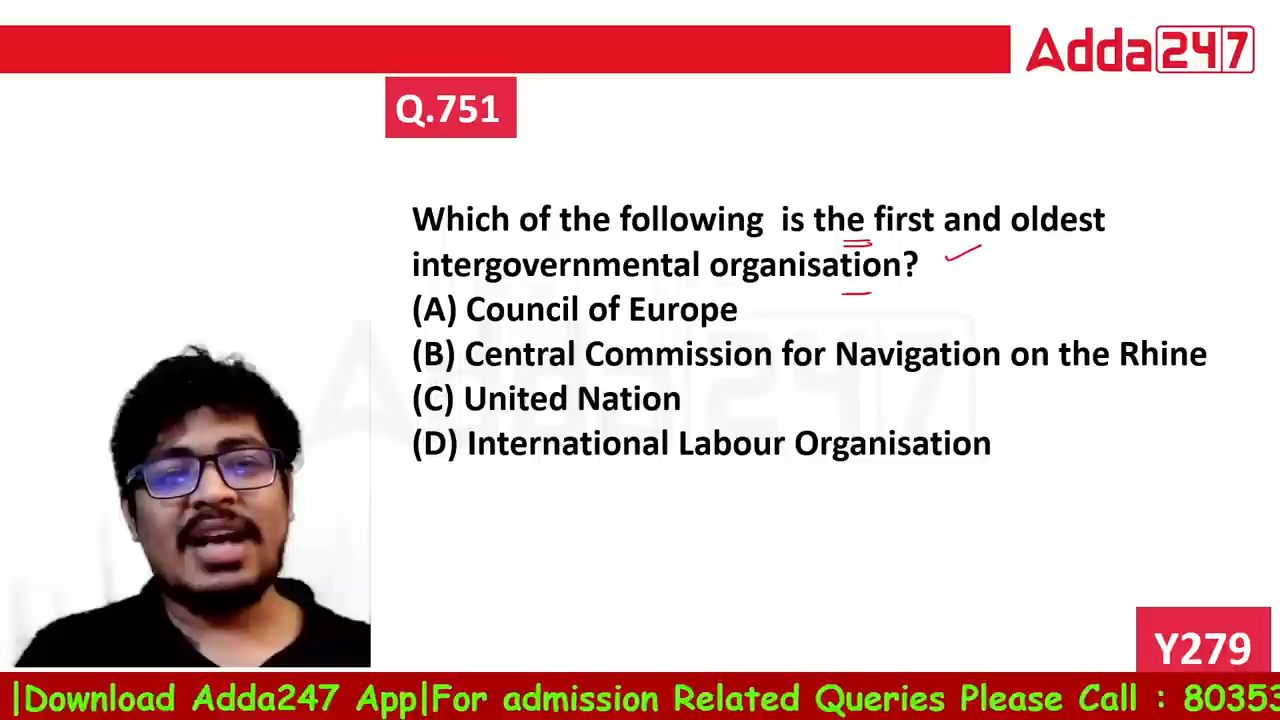 Adda247
Q.751
Which of the following is the first and oldest
intergovernmental organisation?
(A) Council of Europe
(B) Central Commission for Navigation on the Rhine
(C) United Nation
(D) International Labour Organisation
Y279
|Download Adda247 App|For admission Related Queries Please Call : 80353